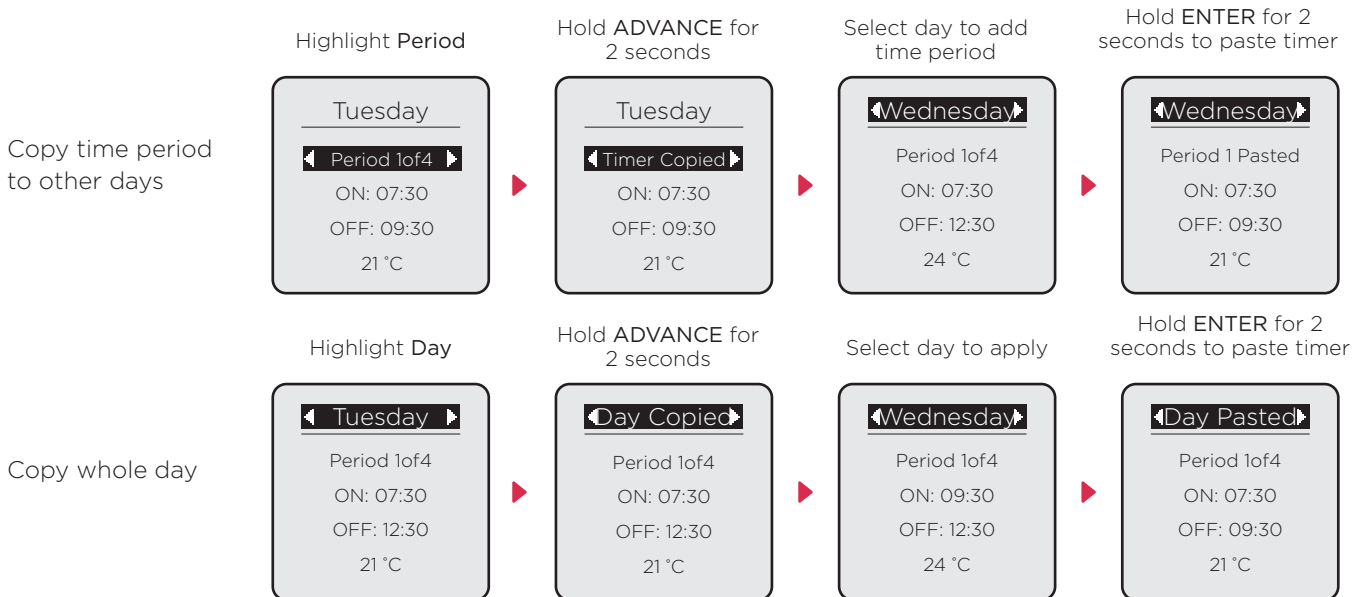 Highlight Period
Hold ADVANCE for
2 seconds
Select day to add
time period
Hold ENTER for 2
seconds to paste timer
Copy time period
to other days
Tuesday
Period 1of4
ON: 07:30
OFF: 09:30
21 °C
Tuesday
Timer Copied
ON: 07:30
OFF: 09:30
21 °C
Wednesday
Period 1of4
ON: 07:30
OFF: 12:30
24 °C
Wednesday
Period 1 Pasted
ON: 07:30
OFF: 09:30
21 °C
Highlight Day
Hold ADVANCE for
2 seconds
Select day to apply
Hold ENTER for 2
seconds to paste timer
Copy whole day
Tuesday
Period 1of4
ON: 07:30
OFF: 12:30
21 °C
Day Copied
Period 1of4
ON: 07:30
OFF: 12:30
21 °C
Wednesday
Period 1of4
ON: 09:30
OFF: 12:30
24 °C
Day Pasted
Period 1of4
ON: 07:30
OFF: 09:30
21 °C